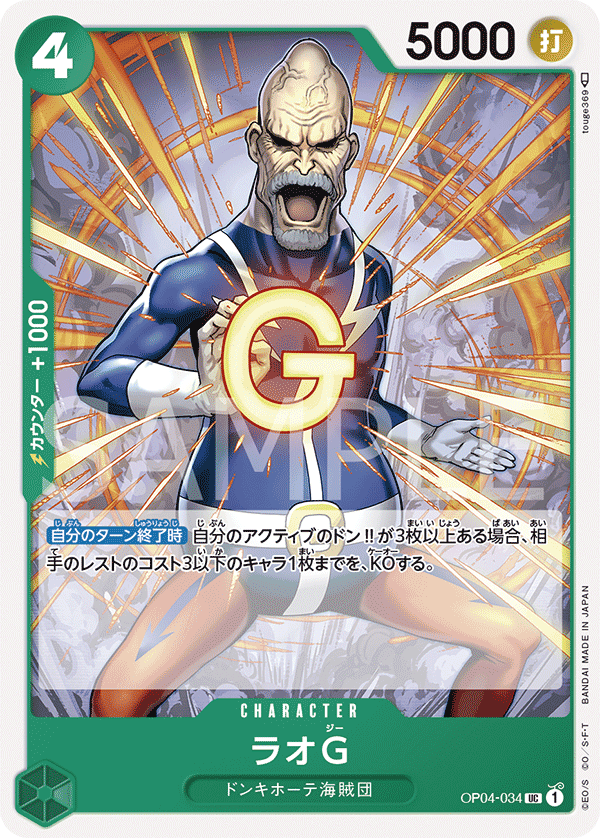 4
5000
打
touge369
カウンター +1000
G
SAMPLE
自分のターン終了時 自分のアクティブのドン!!が3枚以上ある場合、相
手のレストのコスト3以下のキャラ1枚までを、KOする。
CHARACTER
ジー
ラオG
ドンキホーテ海賊団
OP04-034 UC 1
©E.O/S ©O/S・F・T BANDAI MADE IN JAPAN